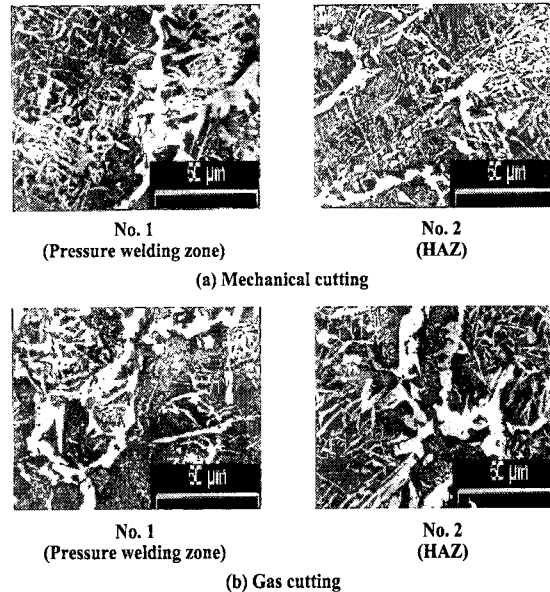 50 μm
50 μm
No. 1
(Pressure welding zone)
No. 2
(HAZ)
(a) Mechanical cutting
50 μm
50 μm
No. 1
(Pressure welding zone)
No. 2
(HAZ)
(b) Gas cutting